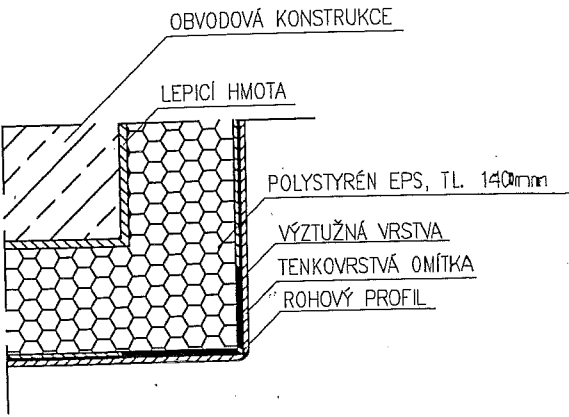 OBVODOVÁ KONSTRUKCE
LEPICÍ HMOTA
POLYSTYRÉN EPS, TL. 140mm
VÝZTUŽNÁ VRSTVA
TENKOVRSTVÁ OMÍTKA
ROHOVÝ PROFIL